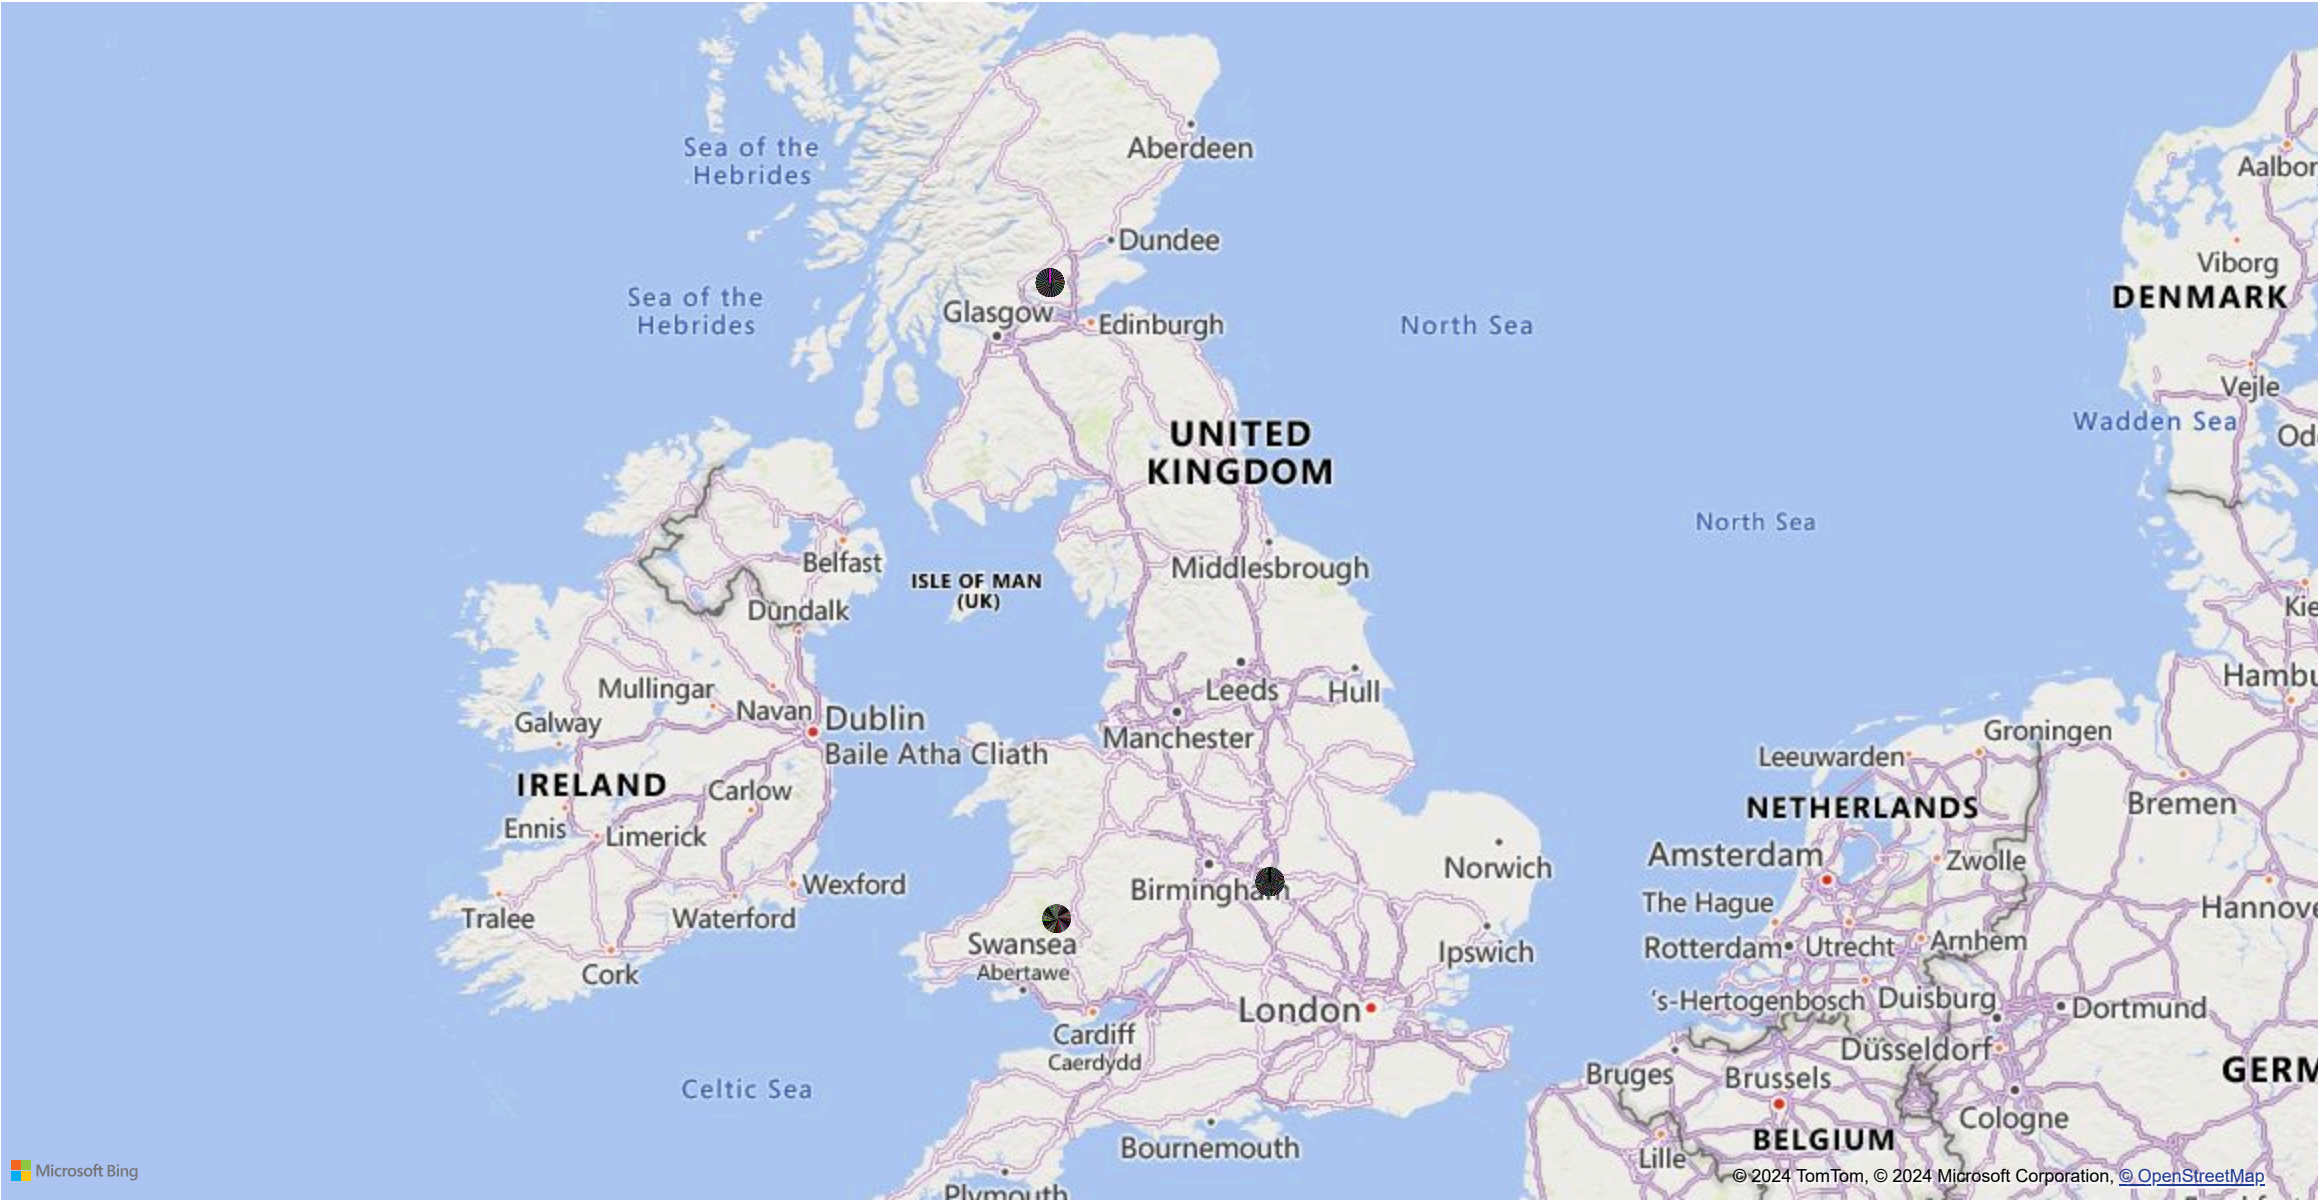 Aberdeen
Sea of the
Hebrides
Aalbor
Dundee
Viborg
DENMARK
Sea of the
Hebrides
Glasgow
Edinburgh
North Sea
Vejle
Wadden Sea
Od
UNITED
KINGDOM
North Sea
Belfast
ISLE OF MAN
(UK)
Middlesbrough
Dundalk
Kie
Hambu
Mullingar
Leeds
Hull
Navan
Dublin
Galway
Groningen
Manchester
Baile Atha Cliath
Leeuwarden
IRELAND
Carlow
NETHERLANDS
Bremen
Ennis
Limerick
Amsterdam
Zwolle
Norwich
Wexford
Birmingham
The Hague
Hannove
Tralee
Waterford
Swansea
Abertawe
Ipswich
Rotterdam
Utrecht
Arnhem
Cork
's-Hertogenbosch
Duisburg
Dortmund
London
Cardiff
Caerdydd
Düsseldorf
Bruges
Brussels
GERM
Celtic Sea
Cologne
Bournemouth
BELGIUM
Lille
Microsoft Bing
© 2024 TomTom, © 2024 Microsoft Corporation, © OpenStreetMap
Plymouth